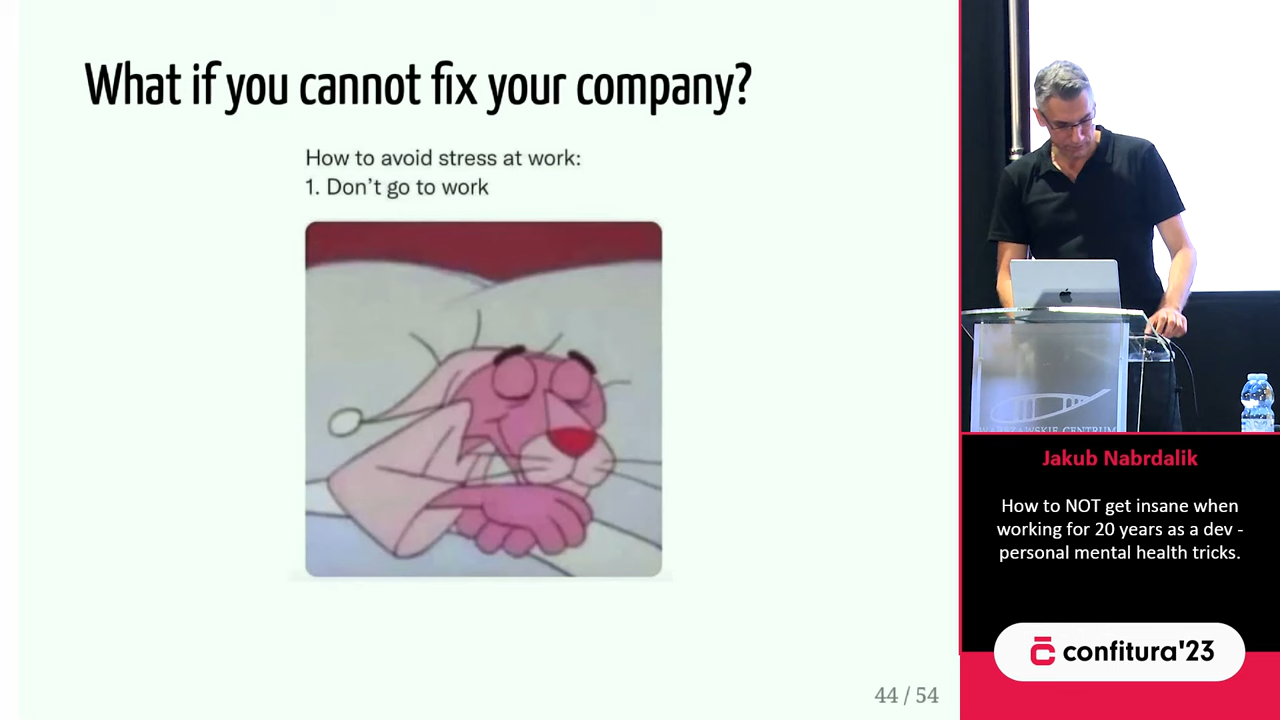 What if you cannot fix your company?
How to avoid stress at work:
1. Don’t go to work
44 / 54
WARSZAWSKIE CENTRUM
Jakub Nabrdalik
How to NOT get insane when
working for 20 years as a dev -
personal mental health tricks.
confitura'23